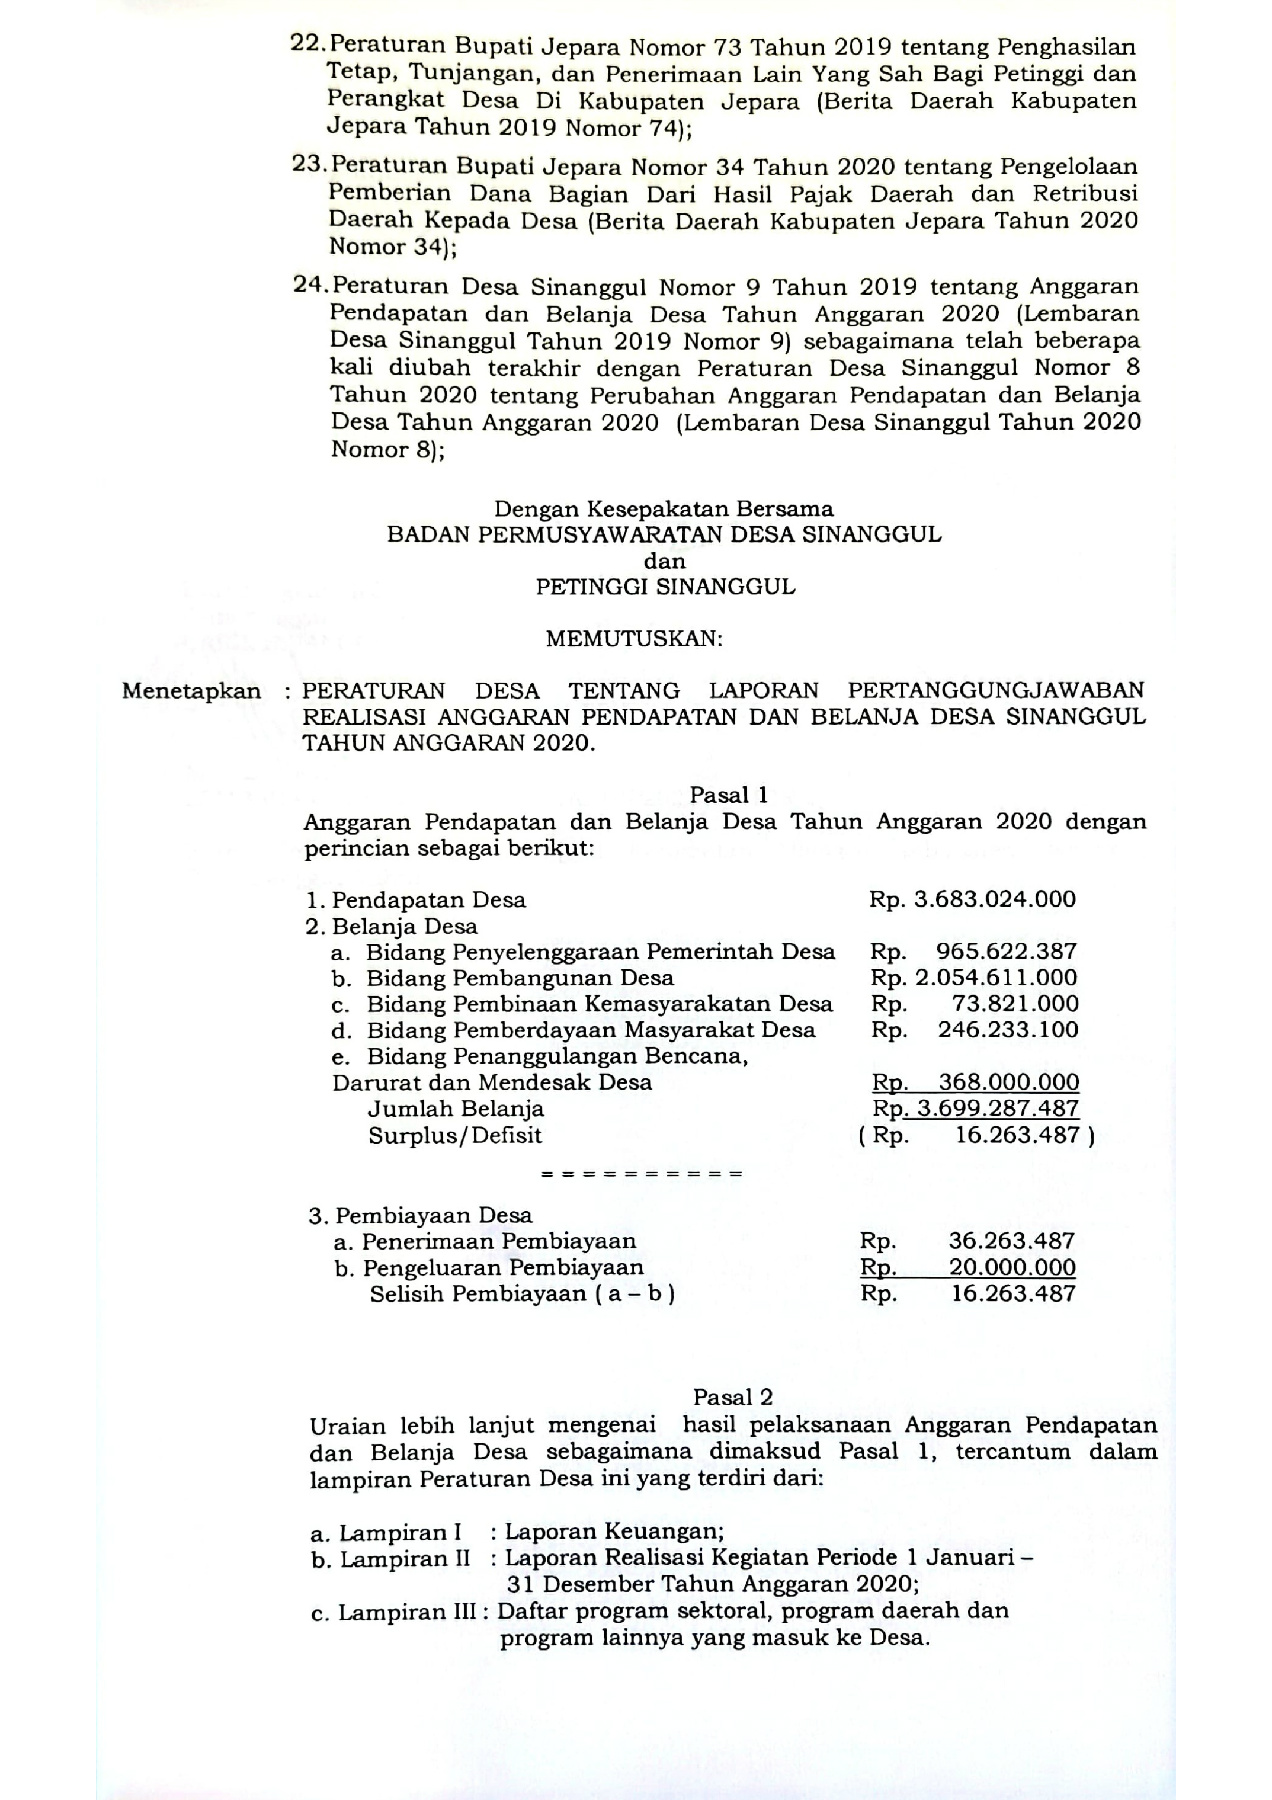 22. Peraturan Bupati Jepara Nomor 73 Tahun 2019 tentang Penghasilan
Tetap, Tunjangan, dan Penerimaan Lain Yang Sah Bagi Petinggi dan
Perangkat Desa Di Kabupaten Jepara (Berita Daerah Kabupaten
Jepara Tahun 2019 Nomor 74);
23. Peraturan Bupati Jepara Nomor 34 Tahun 2020 tentang Pengelolaan
Pemberian Dana Bagian Dari Hasil Pajak Daerah dan Retribusi
Daerah Kepada Desa (Berita Daerah Kabupaten Jepara Tahun 2020
Nomor 34);
24. Peraturan Desa Sinanggul Nomor 9 Tahun 2019 tentang Anggaran
Pendapatan dan Belanja Desa Tahun Anggaran 2020 (Lembaran
Desa Sinanggul Tahun 2019 Nomor 9) sebagaimana telah beberapa
kali diubah terakhir dengan Peraturan Desa Sinanggul Nomor 8
Tahun 2020 tentang Perubahan Anggaran Pendapatan dan Belanja
Desa Tahun Anggaran 2020 (Lembaran Desa Sinanggul Tahun 2020
Nomor 8);
Dengan Kesepakatan Bersama
BADAN PERMUSYAWARATAN DESA SINANGGUL
dan
PETINGGI SINANGGUL
MEMUTUSKAN:
Menetapkan : PERATURAN DESA TENTANG LAPORAN PERTANGGUNGJAWABAN
REALISASI ANGGARAN PENDAPATAN DAN BELANJA DESA SINANGGUL
TAHUN ANGGARAN 2020.
Pasal 1
Anggaran Pendapatan dan Belanja Desa Tahun Anggaran 2020 dengan
perincian sebagai berikut:
1. Pendapatan Desa Rp. 3.683.024.000
2. Belanja Desa
a. Bidang Penyelenggaraan Pemerintah Desa Rp. 965.622.387
b. Bidang Pembangunan Desa Rp. 2.054.611.000
c. Bidang Pembinaan Kemasyarakatan Desa Rp. 73.821.000
d. Bidang Pemberdayaan Masyarakat Desa Rp. 246.233.100
e. Bidang Penanggulangan Bencana,
Darurat dan Mendesak Desa Rp. 368.000.000
Jumlah Belanja Rp. 3.699.287.487
Surplus/Defisit ( Rp. 16.263.487 )
= = = = = = = = = =
3. Pembiayaan Desa
a. Penerimaan Pembiayaan Rp. 36.263.487
b. Pengeluaran Pembiayaan Rp. 20.000.000
Selisih Pembiayaan ( a – b ) Rp. 16.263.487
Pasal 2
Uraian lebih lanjut mengenai hasil pelaksanaan Anggaran Pendapatan
dan Belanja Desa sebagaimana dimaksud Pasal 1, tercantum dalam
lampiran Peraturan Desa ini yang terdiri dari:
a. Lampiran I : Laporan Keuangan;
b. Lampiran II : Laporan Realisasi Kegiatan Periode 1 Januari –
31 Desember Tahun Anggaran 2020;
c. Lampiran III : Daftar program sektoral, program daerah dan
program lainnya yang masuk ke Desa.